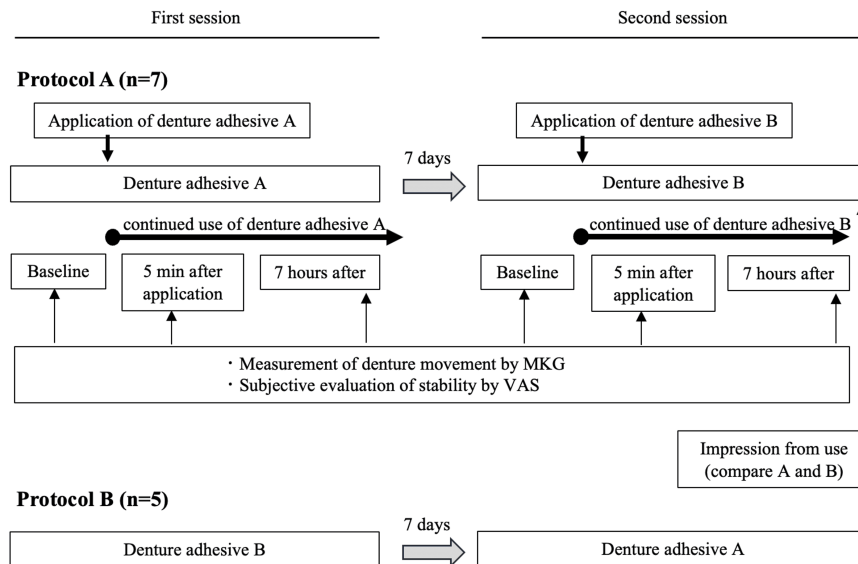 First session
Second session
Protocol A (n=7)
Application of denture adhesive A
Application of denture adhesive B
7 days
Denture adhesive A
Denture adhesive B
continued use of denture adhesive A
continued use of denture adhesive B
Baseline
5 min after
application
7 hours after
Baseline
5 min after
application
7 hours after
・Measurement of denture movement by MKG
・Subjective evaluation of stability by VAS
Impression from use
(compare A and B)
Protocol B (n=5)
7 days
Denture adhesive B
Denture adhesive A